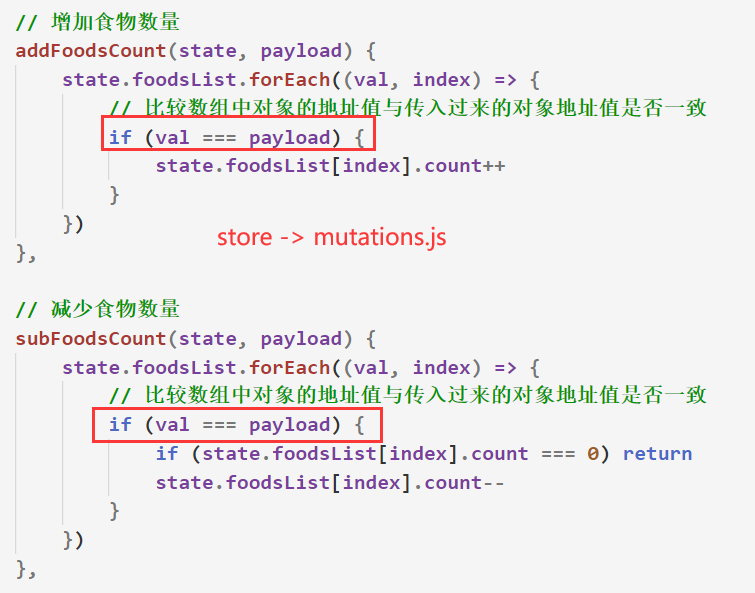 // 增加食物数量
addFoodsCount(state, payload) {
state.foodsList.forEach((val, index) => {
// 比较数组中对象的地址值与传入过来的对象地址值是否一致
if (val === payload) {
state.foodsList[index].count++
}
})
store -> mutations.js
},
// 减少食物数量
subFoodsCount(state, payload) {
state.foodsList.forEach((val, index) => {
// 比较数组中对象的地址值与传入过来的对象地址值是否一致
if (val === payload) {
if (state.foodsList[index].count === 0) return
state.foodsList[index].count--
}
})
},